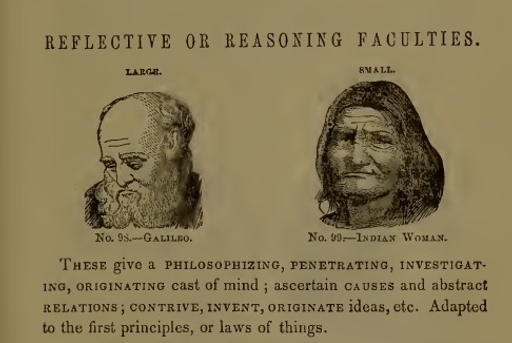 REFLECTIVE OR REASONING FACULTIES.
LARGE. SMALL.
No. 98.—GALILEO. No. 99.—INDIAN WOMAN.
THESE give a PHILOSOPHIZING, PENETRATING, INVESTIGAT-
ING, ORIGINATING cast of mind ; ascertain CAUSES and abstract
RELATIONS ; CONTRIVE, INVENT, ORIGINATE ideas, etc. Adapted
to the first principles, or laws of things.